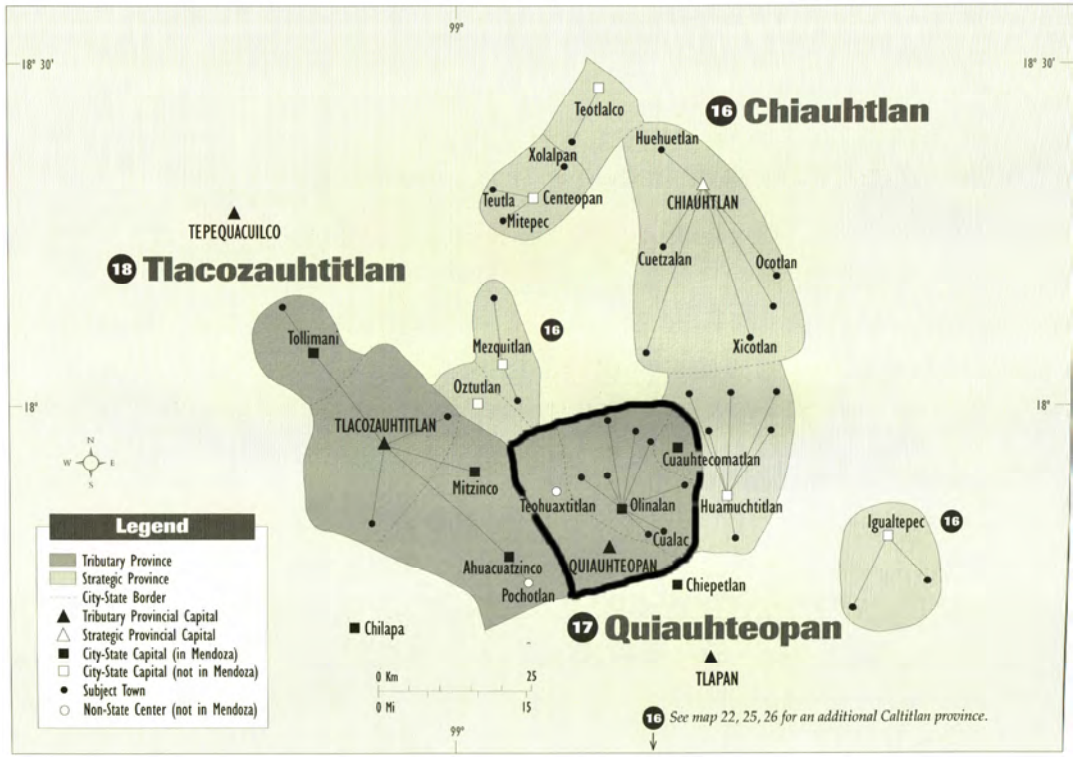 99°
18° 30'
18° 30'
16 Chiauhtlan
Teotlalco
Huehuetlan
Xolalpan
Teutla
Centeopan
CHIAUHTLAN
Mitepec
TEPEQUACUILCO
Cuetzalan
Ocotlan
18 Tlacozauhtitlan
Tollimani
Mezquitlan
16
Xicotlan
Oztutlan
18°
18°
TLACOZAUHTITLAN
N
W
E
S
Cuauhtecomatlan
Mitzinco
Teohuaxtitlan
Olinalan
Huamuchtitlan
Igualtepec
16
Cualac
Ahuacuatzinco
QUIAUHTEOPAN
Pochotlan
Chiepetlan
Chilapa
17 Quiauhteopan
TLAPAN
Legend
Tributary Province
Strategic Province
City-State Border
Tributary Provincial Capital
Strategic Provincial Capital
City-State Capital (in Mendoza)
City-State Capital (not in Mendoza)
Subject Town
Non-State Center (not in Mendoza)
0 Km 25
0 Mi 15
99°
16 See map 22, 25, 26 for an additional Caltitlan province.